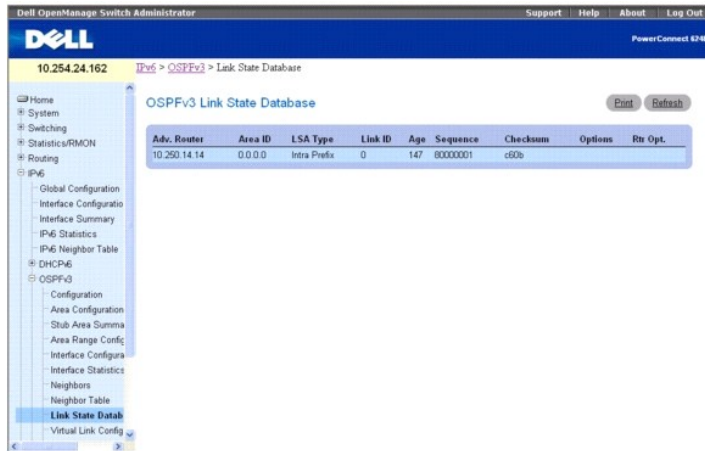 Dell OpenManage Switch Administrator Support Help About Log Out
DELL PowerConnect 624
10.254.24.162 IPv6 > OSPFv3 > Link State Database
Home
System
Switching
Statistics/RMON
Routing
IPv6
Global Configuration
Interface Configuratio
Interface Summary
IPv6 Statistics
IPv6 Neighbor Table
DHCPv6
OSPFv3
Configuration
Area Configuration
Stub Area Summa
Area Range Config
Interface Configura
Interface Statistics
Neighbors
Neighbor Table
Link State Datab
Virtual Link Config
OSPFv3 Link State Database Print Refresh
Adv. Router Area ID LSA Type Link ID Age Sequence Checksum Options Rtr Opt.
10.250.14.14 0.0.0.0 Intra Prefix 0 147 80000001 c60b